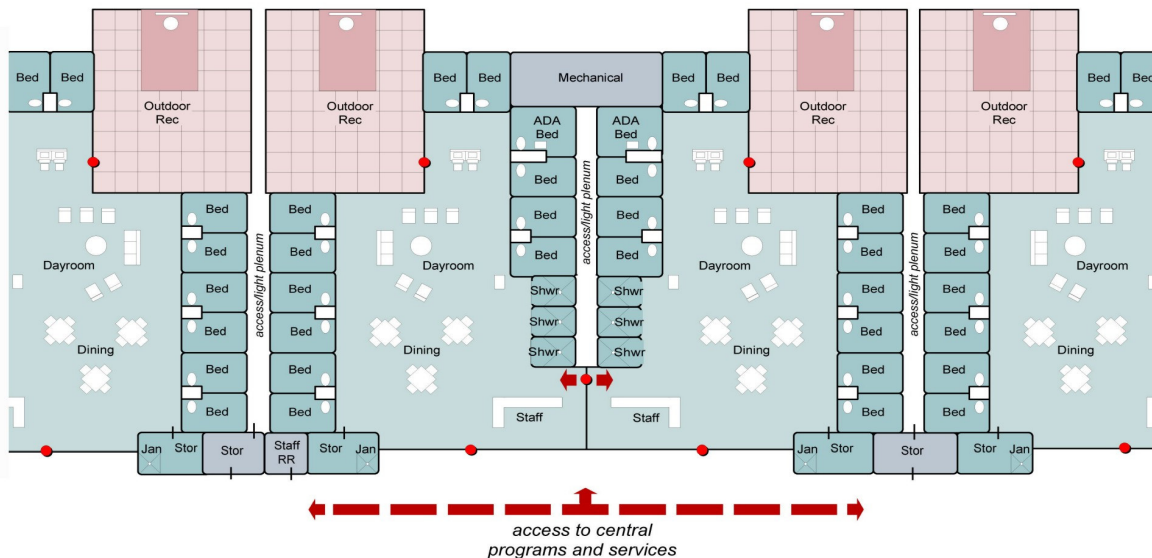 Bed Bed
Outdoor
Rec
Outdoor
Rec
Bed Bed
Mechanical
Bed Bed
Outdoor
Rec
Outdoor
Rec
Bed Bed
ADA
Bed
ADA
Bed
Bed
Bed
Bed
Bed
Bed
Bed
access/light plenum
Shwr
Shwr
Shwr
Shwr
Shwr
Shwr
Dayroom
Dining
Bed
Bed
Bed
Bed
Bed
Bed
access/light plenum
Bed
Bed
Bed
Bed
Bed
Bed
Dayroom
Dining
Staff
Staff
Dayroom
Dining
Bed
Bed
Bed
Bed
Bed
Bed
access/light plenum
Bed
Bed
Bed
Bed
Bed
Bed
Dayroom
Dining
Jan
Stor
Stor
Staff
RR
Stor
Jan
Jan
Stor
Stor
Stor
Jan
access to central
programs and services